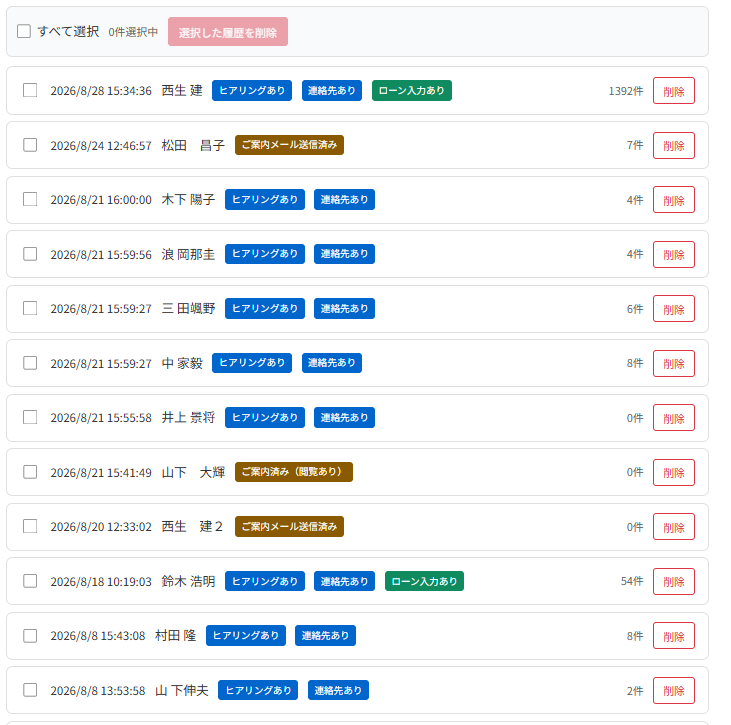 すべて選択 0件選択中 選択した履歴を削除
2026/8/28 15:34:36 西生 建 ヒアリングあり 連絡先あり ローン入力あり 1392件 削除
2026/8/24 12:46:57 松田　昌子 ご案内メール送信済み 7件 削除
2026/8/21 16:00:00 木下 陽子 ヒアリングあり 連絡先あり 4件 削除
2026/8/21 15:59:56 浪 岡那圭 ヒアリングあり 連絡先あり 4件 削除
2026/8/21 15:59:27 三 田颯野 ヒアリングあり 連絡先あり 6件 削除
2026/8/21 15:59:27 中 家毅 ヒアリングあり 連絡先あり 8件 削除
2026/8/21 15:55:58 井上 景将 ヒアリングあり 連絡先あり 0件 削除
2026/8/21 15:41:49 山下　大輝 ご案内済み（閲覧あり） 0件 削除
2026/8/20 12:33:02 西生　建２ ご案内メール送信済み 0件 削除
2026/8/18 10:19:03 鈴木 浩明 ヒアリングあり 連絡先あり ローン入力あり 54件 削除
2026/8/8 15:43:08 村田 隆 ヒアリングあり 連絡先あり 8件 削除
2026/8/8 13:53:58 山 下伸夫 ヒアリングあり 連絡先あり 2件 削除